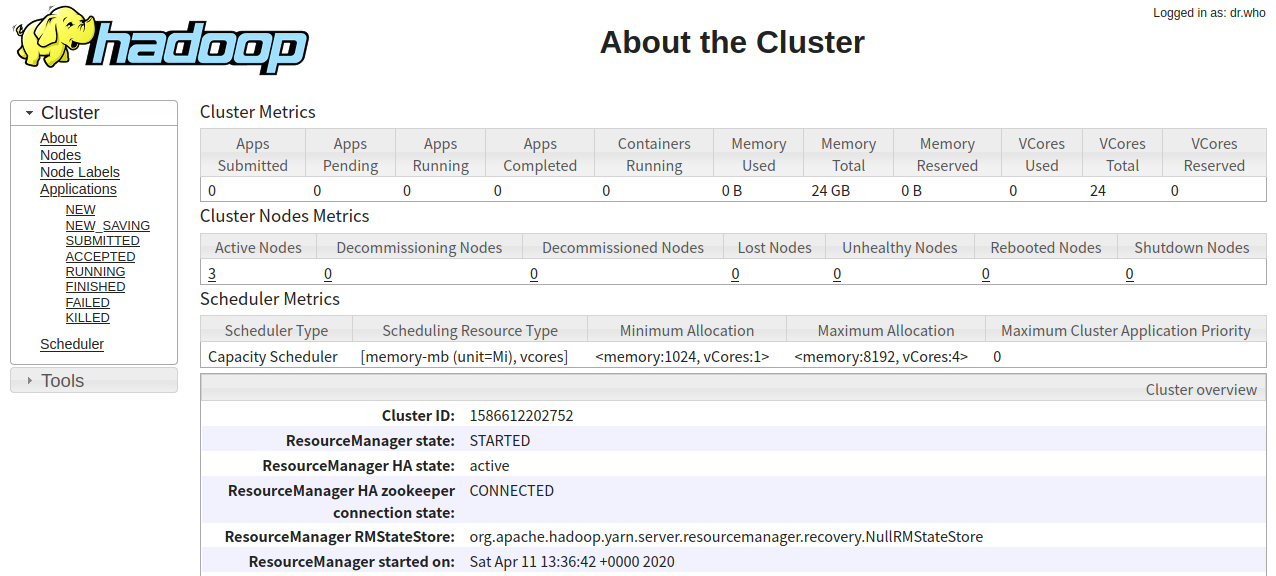 Logged in as: dr.who
hadoop
About the Cluster
Cluster
About
Nodes
Node Labels
Applications
NEW
NEW_SAVING
SUBMITTED
ACCEPTED
RUNNING
FINISHED
FAILED
KILLED
Scheduler
Tools
Cluster Metrics
Apps Submitted Apps Pending Apps Running Apps Completed Containers Running Memory Used Memory Total Memory Reserved VCores Used VCores Total VCores Reserved
0 0 0 0 0 0 B 24 GB 0 B 0 24 0
Cluster Nodes Metrics
Active Nodes Decommissioning Nodes Decommissioned Nodes Lost Nodes Unhealthy Nodes Rebooted Nodes Shutdown Nodes
3 0 0 0 0 0 0
Scheduler Metrics
Scheduler Type Scheduling Resource Type Minimum Allocation Maximum Allocation Maximum Cluster Application Priority
Capacity Scheduler [memory-mb (unit=Mi), vcores] <memory:1024, vCores:1> <memory:8192, vCores:4> 0
Cluster overview
Cluster ID: 1586612202752
ResourceManager state: STARTED
ResourceManager HA state: active
ResourceManager HA zookeeper connection state: CONNECTED
ResourceManager RMStateStore: org.apache.hadoop.yarn.server.resourcemanager.recovery.NullRMStateStore
ResourceManager started on: Sat Apr 11 13:36:42 +0000 2020